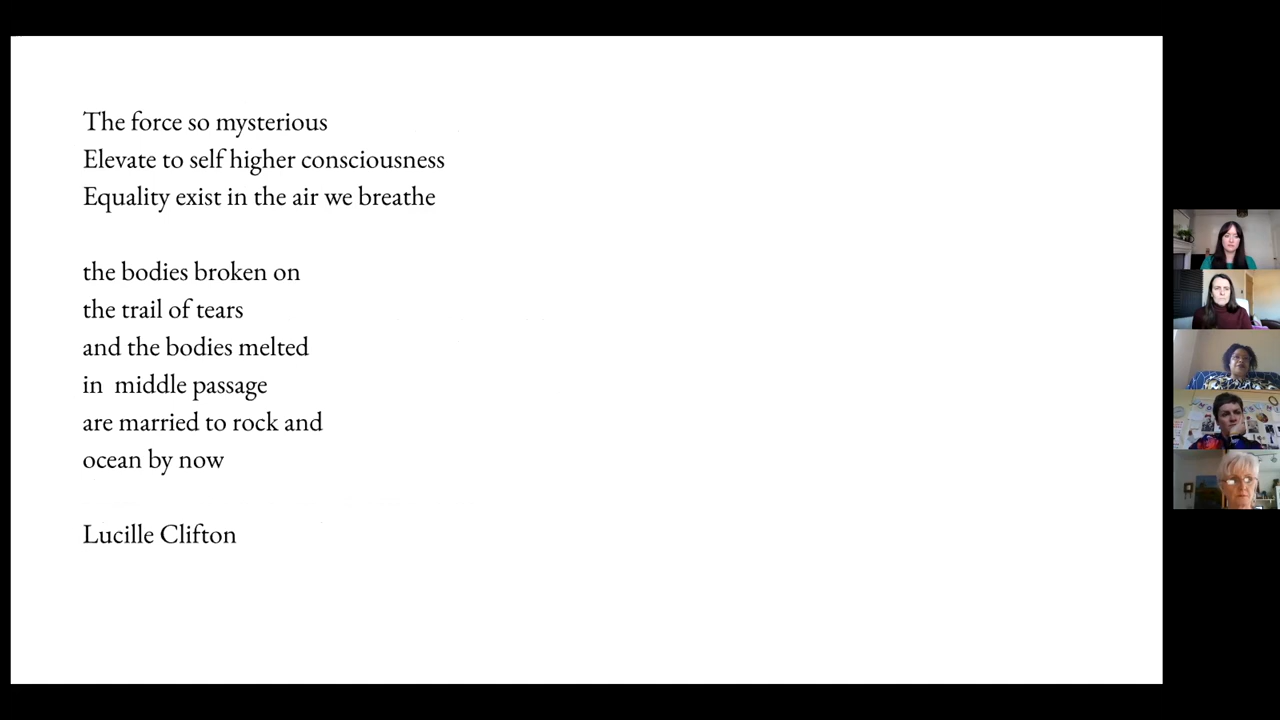 The force so mysterious
Elevate to self higher consciousness
Equality exist in the air we breathe
the bodies broken on
the trail of tears
and the bodies melted
in  middle passage
are married to rock and
ocean by now
Lucille Clifton